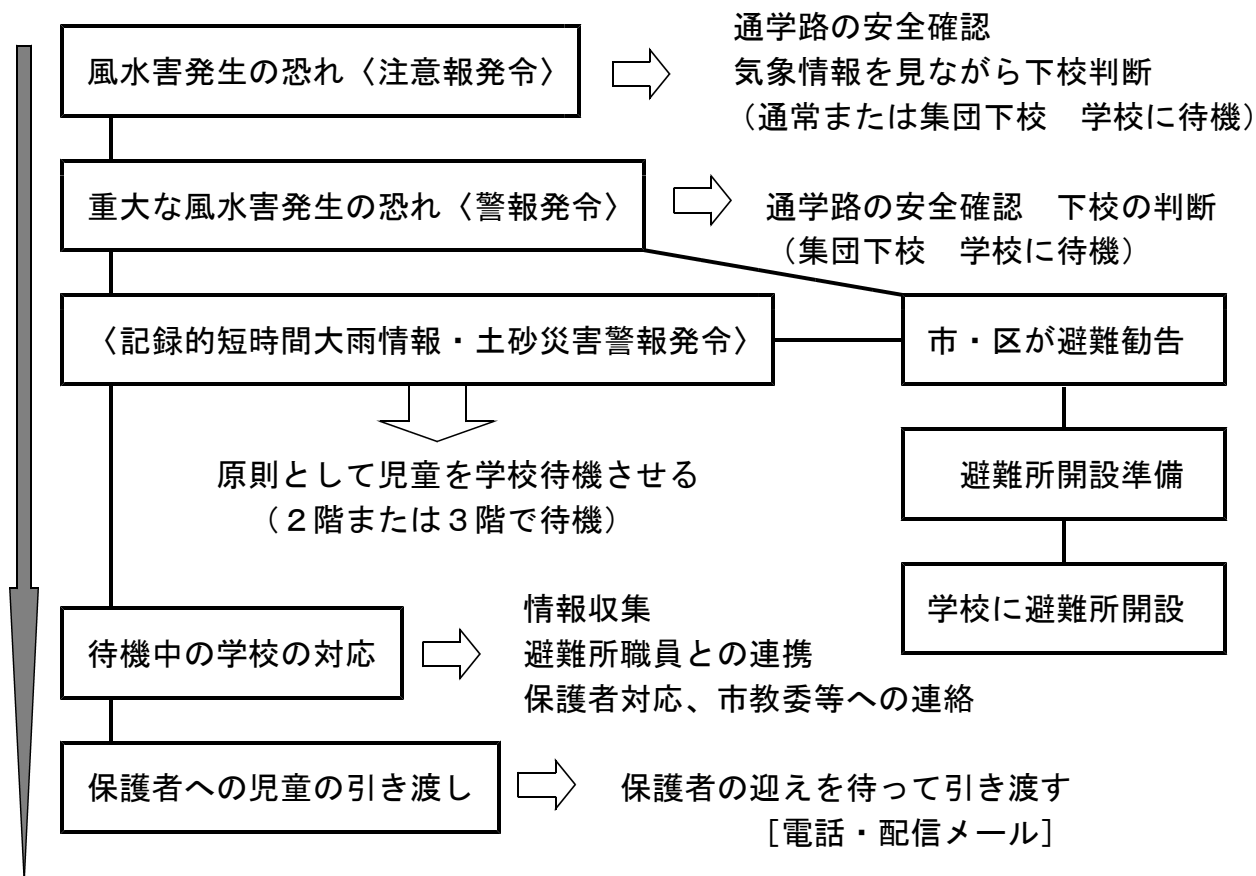 風水害発生の恐れ〈注意報発令〉
通学路の安全確認
気象情報を見ながら下校判断
（通常または集団下校　学校に待機）
重大な風水害発生の恐れ〈警報発令〉
通学路の安全確認　下校の判断
（集団下校　学校に待機）
〈記録的短時間大雨情報・土砂災害警報発令〉
市・区が避難勧告
原則として児童を学校待機させる
（２階または３階で待機）
避難所開設準備
学校に避難所開設
待機中の学校の対応
情報収集
避難所職員との連携
保護者対応、市教委等への連絡
保護者への児童の引き渡し
保護者の迎えを待って引き渡す
［電話・配信メール］